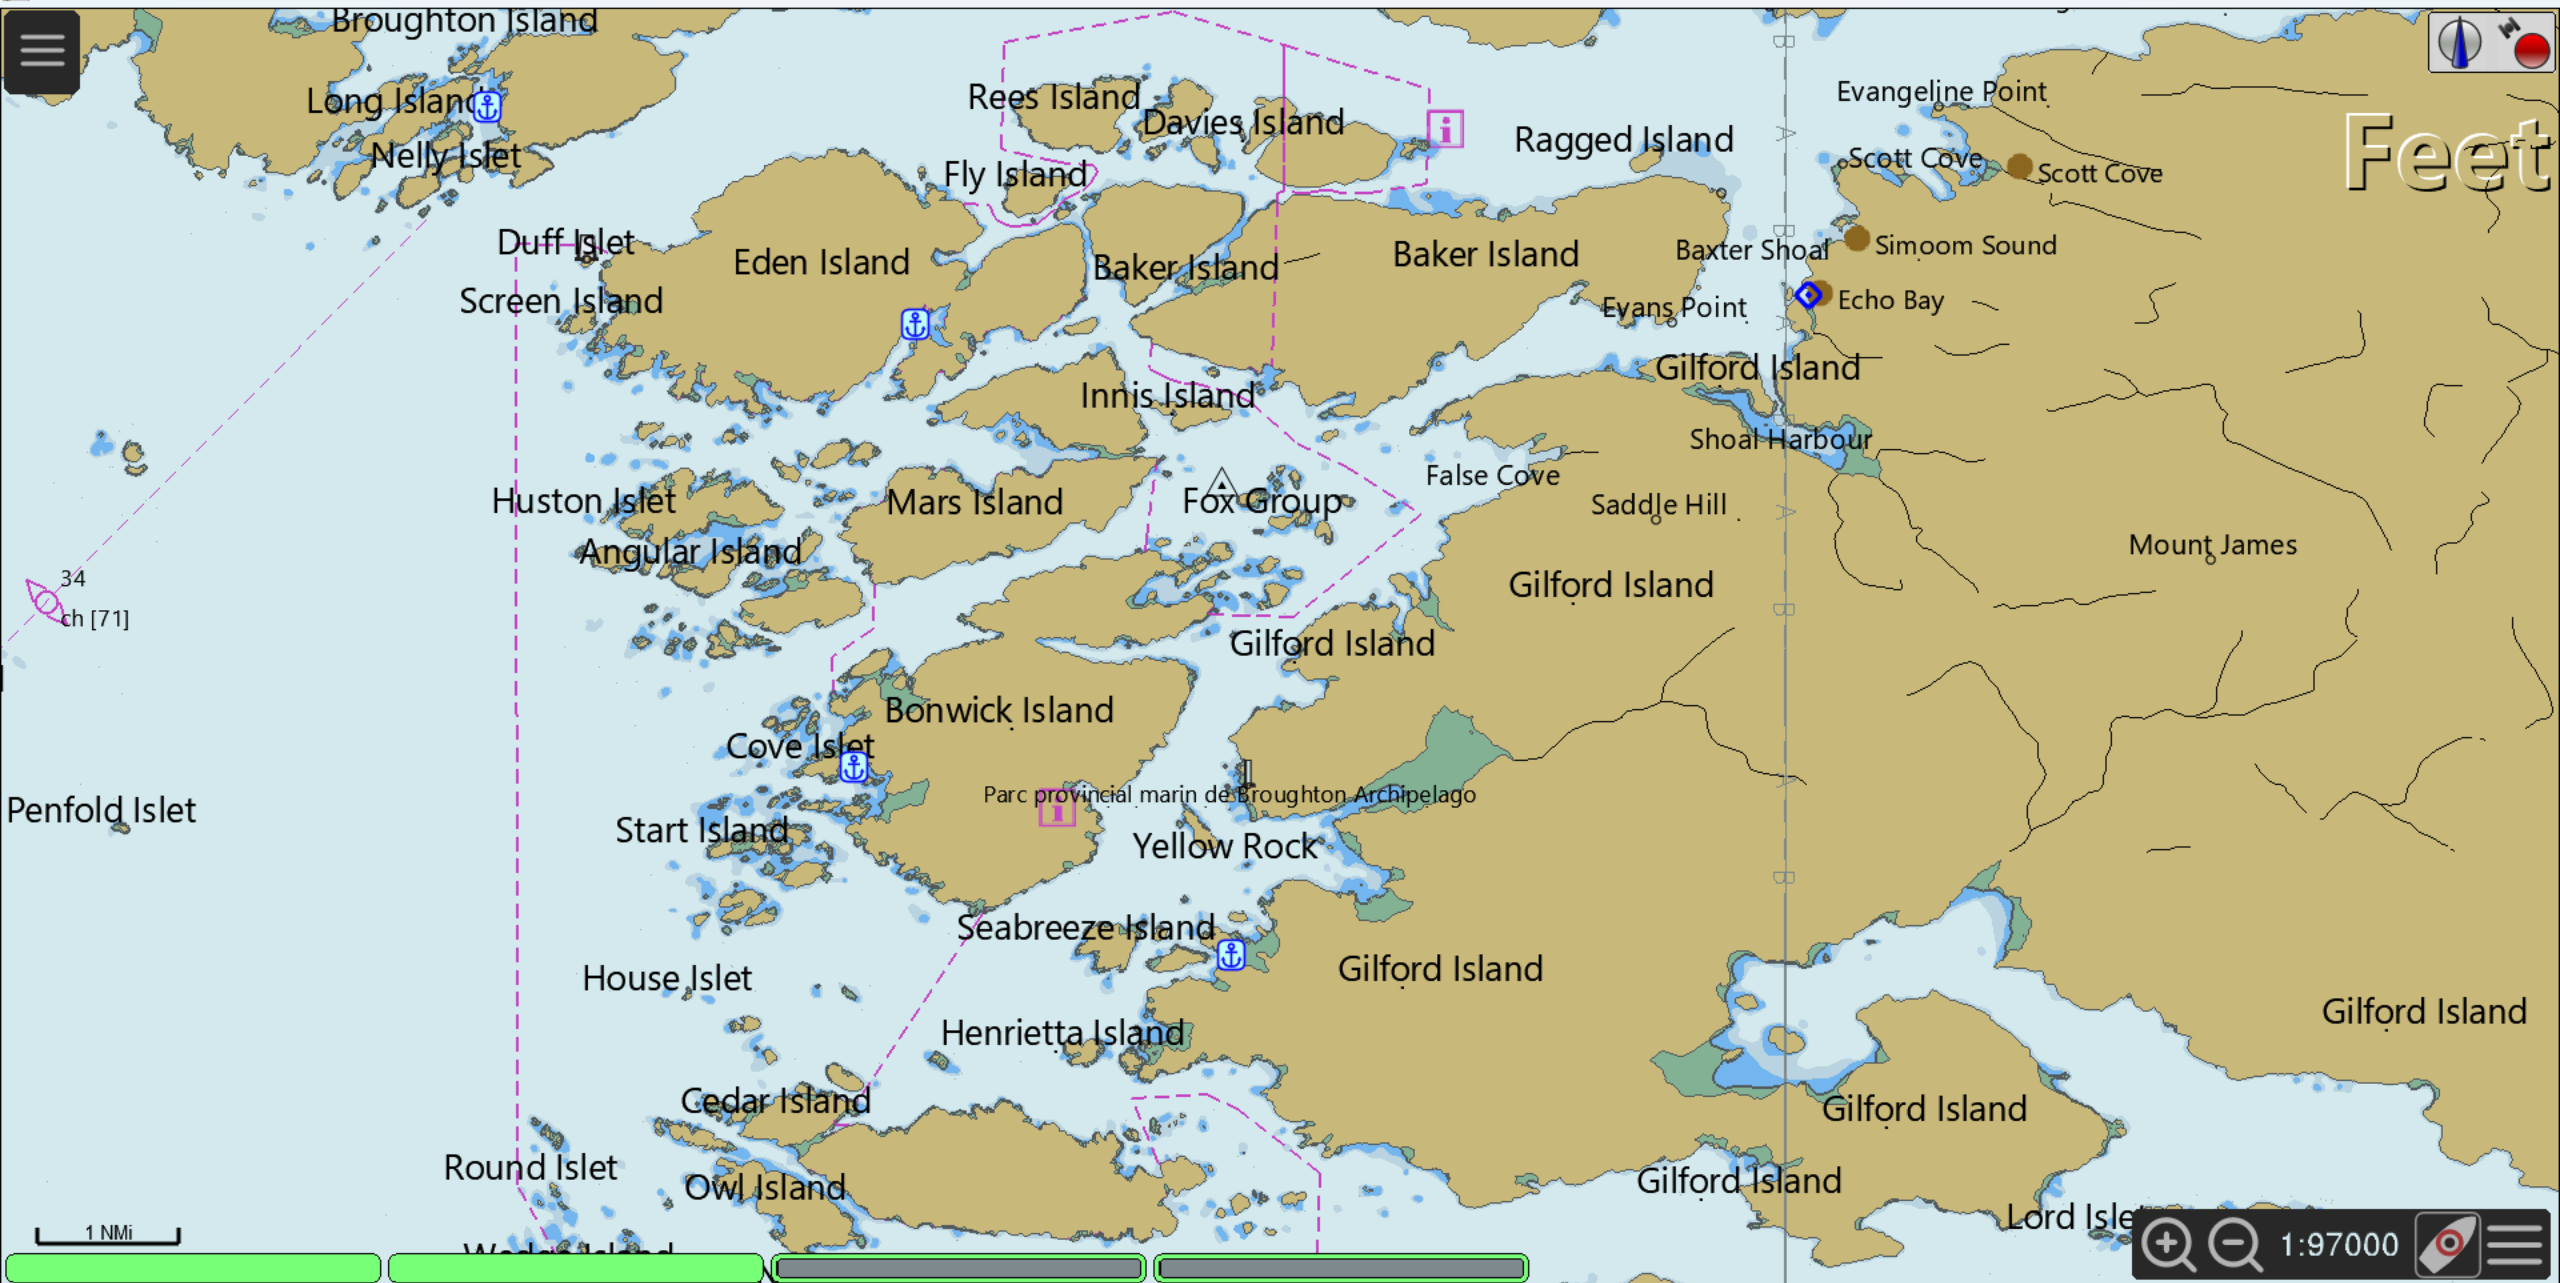 Broughton Island
Long Island
Nelly Islet
Rees Island
Davies Island
Fly Island
Ragged Island
Evangeline Point
Scott Cove
Scott Cove
Feet
Duff Islet
Eden Island
Baker Island
Baker Island
Baxter Shoal
Simoom Sound
Screen Island
Evans Point
Echo Bay
Innis Island
Gilford Island
Shoal Harbour
False Cove
Huston Islet
Mars Island
Fox Group
Saddle Hill
Angular Island
Mount James
34
ch [71]
Gilford Island
Gilford Island
Bonwick Island
Cove Islet
Parc provincial marin de Broughton Archipelago
Penfold Islet
Start Island
Yellow Rock
Seabreeze Island
House Islet
Gilford Island
Gilford Island
Henrietta Island
Cedar Island
Gilford Island
Round Islet
Owl Island
Gilford Island
Lord Isle
1 NMi
1:97000
B
A
B
A
B
A
B
A
B